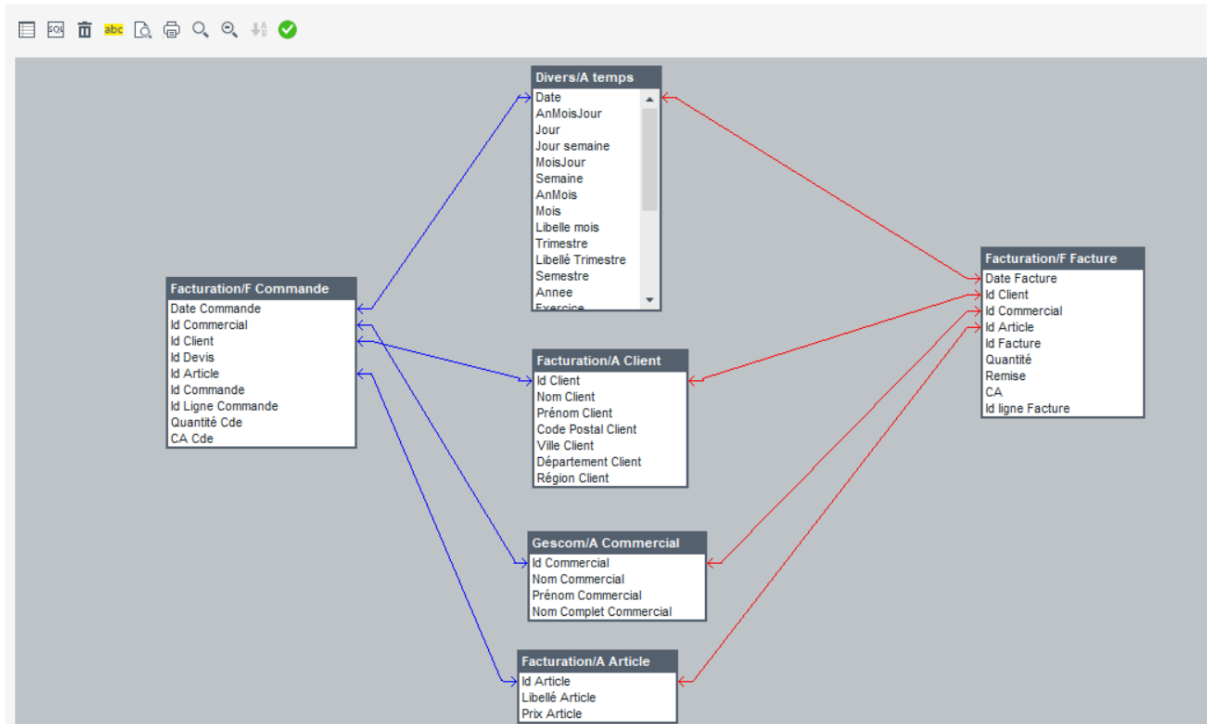 SQL
abc
Divers/A temps
Date
AnMoisJour
Jour
Jour semaine
MoisJour
Semaine
AnMois
Mois
Libelle mois
Trimestre
Libellé Trimestre
Semestre
Annee
Exercice
Facturation/F Commande
Date Commande
Id Commercial
Id Client
Id Devis
Id Article
Id Commande
Id Ligne Commande
Quantité Cde
CA Cde
Facturation/A Client
Id Client
Nom Client
Prénom Client
Code Postal Client
Ville Client
Département Client
Région Client
Gescom/A Commercial
Id Commercial
Nom Commercial
Prénom Commercial
Nom Complet Commercial
Facturation/A Article
Id Article
Libellé Article
Prix Article
Facturation/F Facture
Date Facture
Id Client
Id Commercial
Id Article
Id Facture
Quantité
Remise
CA
Id ligne Facture